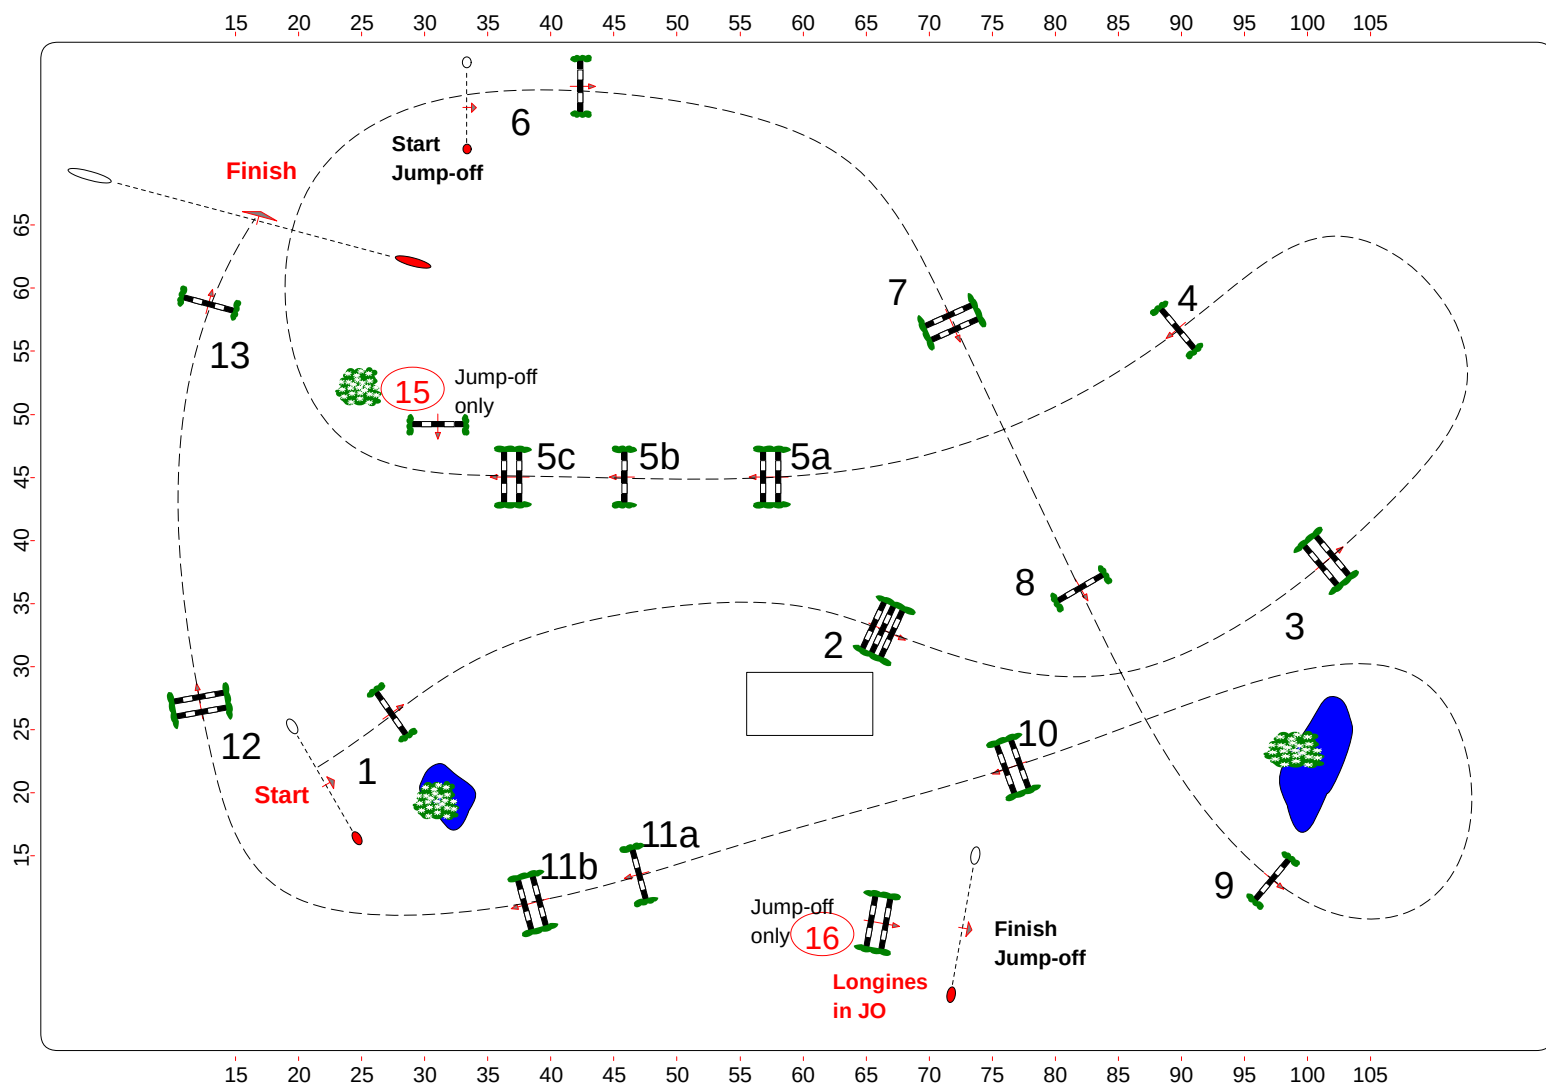 15 20 25 30 35 40 45 50 55 60 65 70 75 80 85 90 95 100 105
6
Start
Jump-off
Finish
65
60
7
4
13
55
15
Jump-off
only
50
5c 5b 5a
45
40
8
35
3
2
30
10
25
12
1
Start
20
11a
11b
15
9
Jump-off
only 16
Finish
Jump-off
Longines
in JO
15 20 25 30 35 40 45 50 55 60 65 70 75 80 85 90 95 100 105